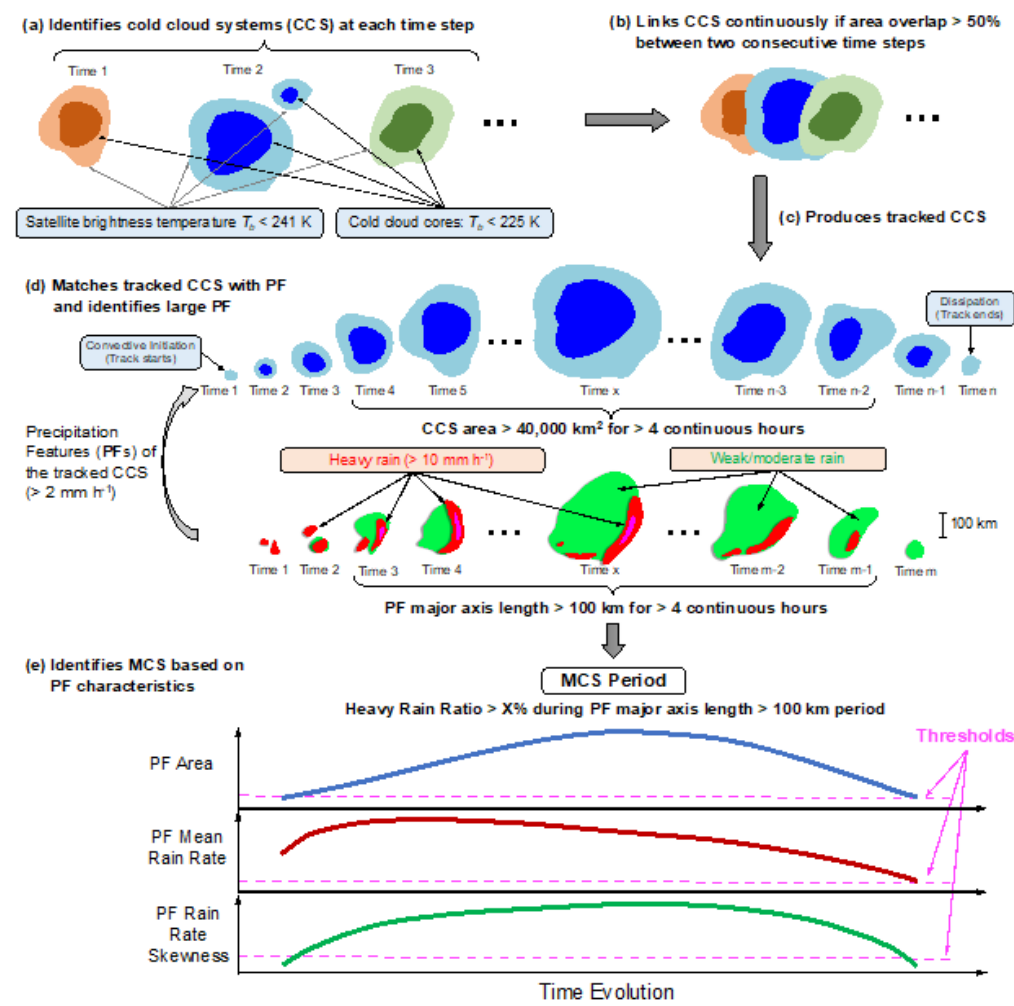 (a) Identifies cold cloud systems (CCS) at each time step
Time 1
Time 2
Time 3
...
Satellite brightness temperature Tb < 241 K
Cold cloud cores: Tb < 225 K
(b) Links CCS continuously if area overlap > 50%
between two consecutive time steps
...
(c) Produces tracked CCS
(d) Matches tracked CCS with PF
and identifies large PF
Convective Initiation
(Track starts)
Dissipation
(Track ends)
...
...
Time 1
Time 2
Time 3
Time 4
Time 5
Time x
Time n-3
Time n-2
Time n-1
Time n
CCS area > 40,000 km² for > 4 continuous hours
Precipitation
Features (PFs) of
the tracked CCS
(> 2 mm h⁻¹)
Heavy rain (> 10 mm h⁻¹)
Weak/moderate rain
...
...
100 km
Time 1
Time 2
Time 3
Time 4
Time x
Time m-2
Time m-1
Time m
PF major axis length > 100 km for > 4 continuous hours
(e) Identifies MCS based on
PF characteristics
MCS Period
Heavy Rain Ratio > X% during PF major axis length > 100 km period
Thresholds
PF Area
PF Mean
Rain Rate
PF Rain
Rate
Skewness
Time Evolution